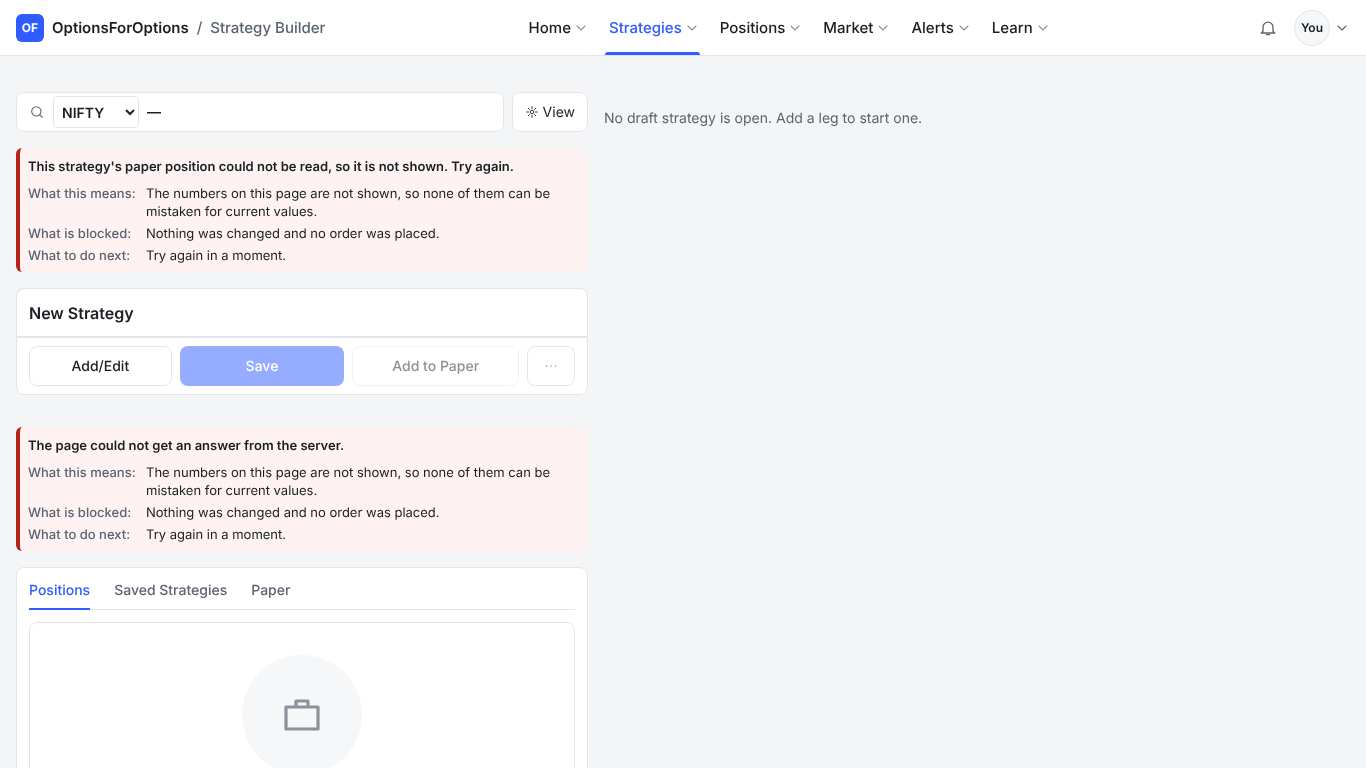 OF OptionsForOptions / Strategy Builder
Home Strategies Positions Market Alerts Learn
You
NIFTY —
View
No draft strategy is open. Add a leg to start one.
This strategy's paper position could not be read, so it is not shown. Try again.
What this means: The numbers on this page are not shown, so none of them can be
mistaken for current values.
What is blocked: Nothing was changed and no order was placed.
What to do next: Try again in a moment.
New Strategy
Add/Edit Save Add to Paper ···
The page could not get an answer from the server.
What this means: The numbers on this page are not shown, so none of them can be
mistaken for current values.
What is blocked: Nothing was changed and no order was placed.
What to do next: Try again in a moment.
Positions Saved Strategies Paper